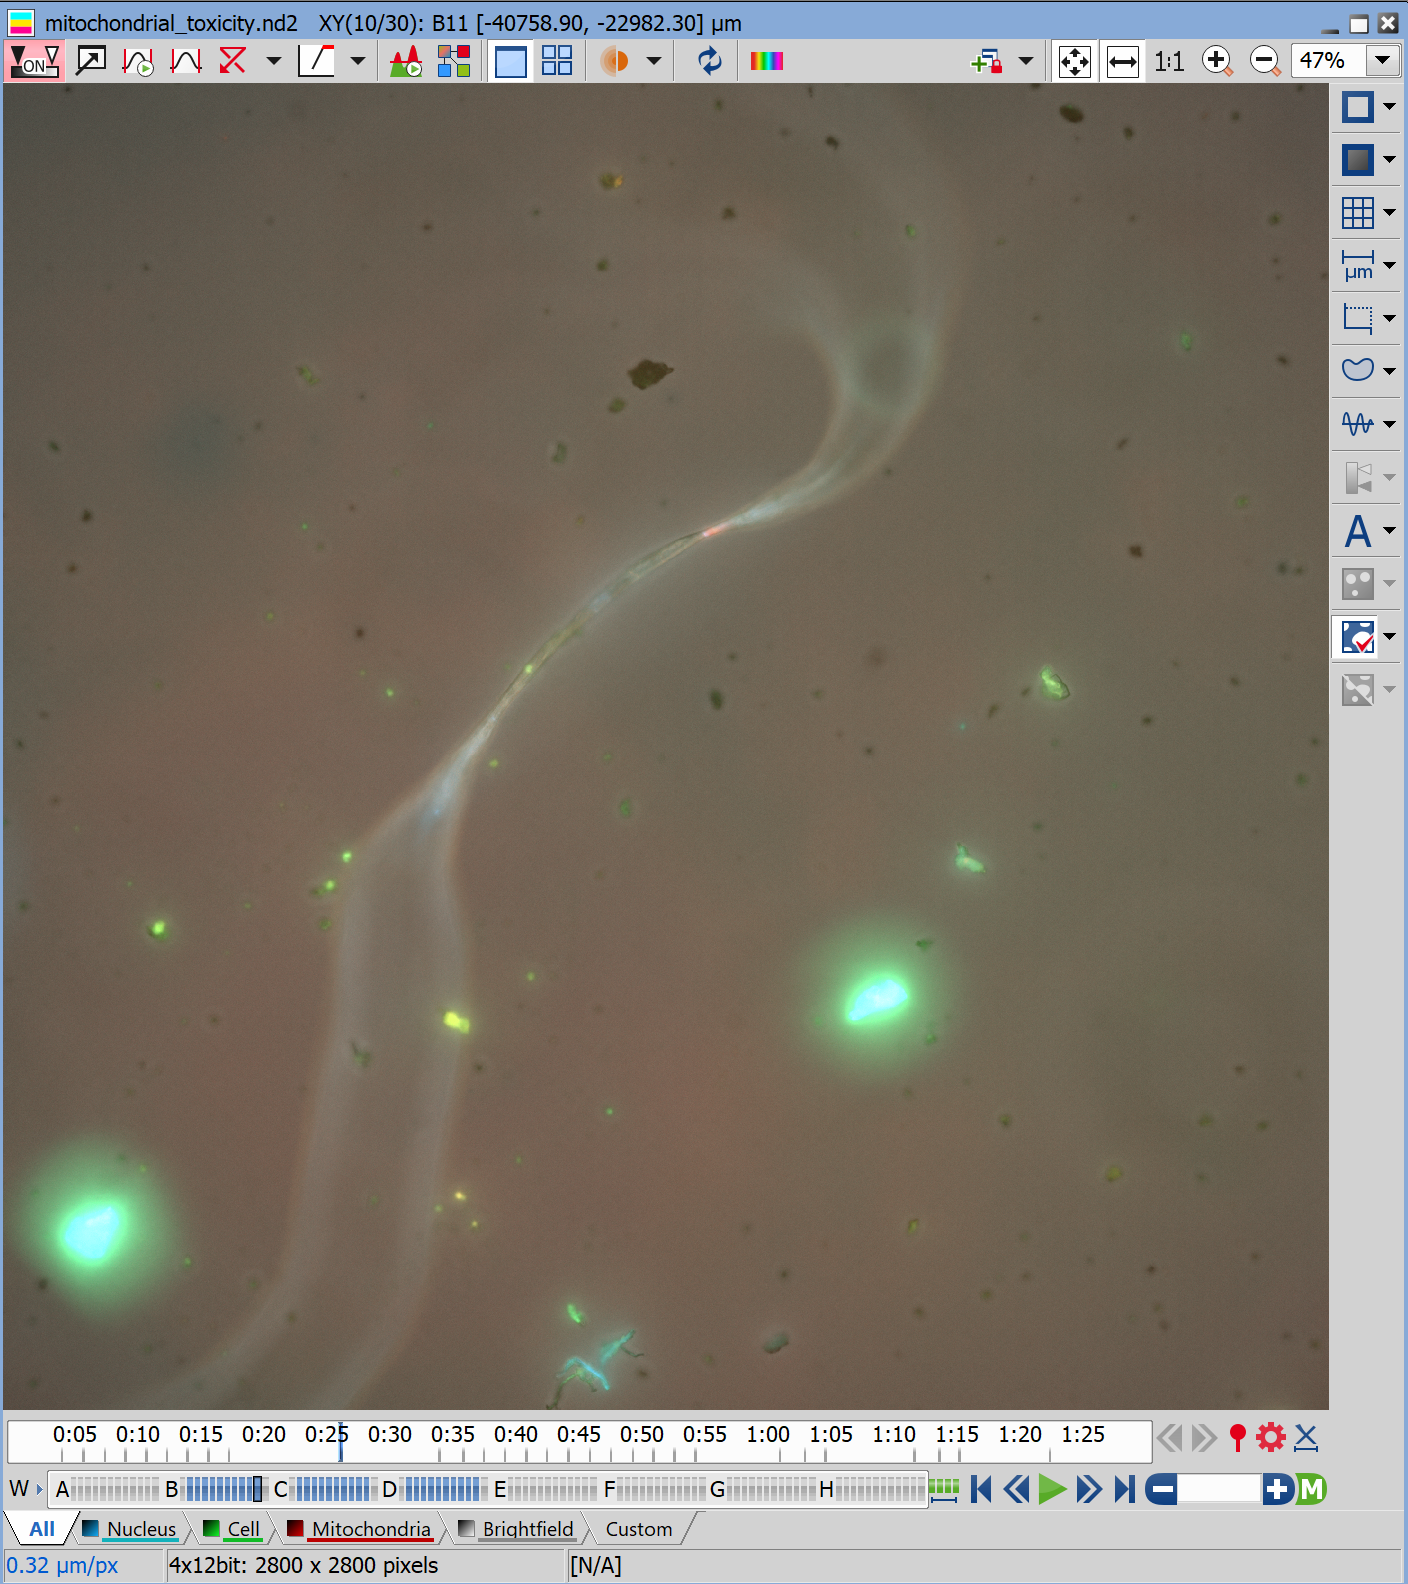 mitochondrial_toxicity.nd2 XY(10/30): B11 [-40758.90, -22982.30] µm
ON 1:1 47%
µm
A
0:05 0:10 0:15 0:20 0:25 0:30 0:35 0:40 0:45 0:50 0:55 1:00 1:05 1:10 1:15 1:20 1:25
W A B C D E F G H M
All Nucleus Cell Mitochondria Brightfield Custom
0.32 µm/px 4x12bit: 2800 x 2800 pixels [N/A]